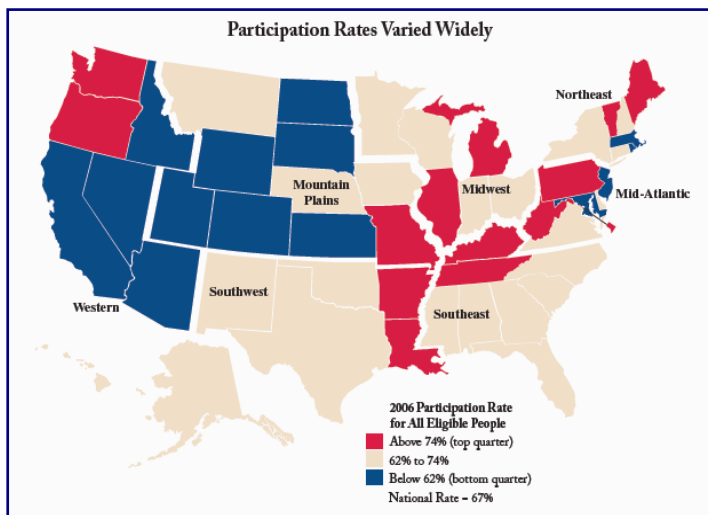 Participation Rates Varied Widely
Northeast
Mountain
Plains
Midwest
Mid-Atlantic
Southwest
Western
Southeast
2006 Participation Rate
for All Eligible People
Above 74% (top quarter)
62% to 74%
Below 62% (bottom quarter)
National Rate = 67%